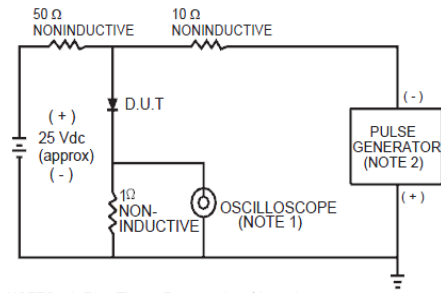 50 Ω
NONINDUCTIVE
10 Ω
NONINDUCTIVE
( + )
25 Vdc
(approx)
( - )
D.U.T
1Ω
NON-
INDUCTIVE
OSCILLOSCOPE
(NOTE 1)
( - )
PULSE
GENERATOR
(NOTE 2)
( + )